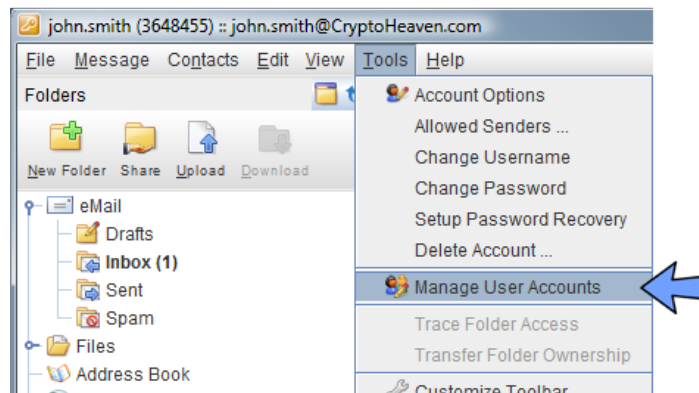 john.smith (3648455) :: john.smith@CryptoHeaven.com
File Message Contacts Edit View Tools Help
Folders
New Folder Share Upload Download
eMail
Drafts
Inbox (1)
Sent
Spam
Files
Address Book
Account Options
Allowed Senders ...
Change Username
Change Password
Setup Password Recovery
Delete Account ...
Manage User Accounts
Trace Folder Access
Transfer Folder Ownership
Customize Toolbar